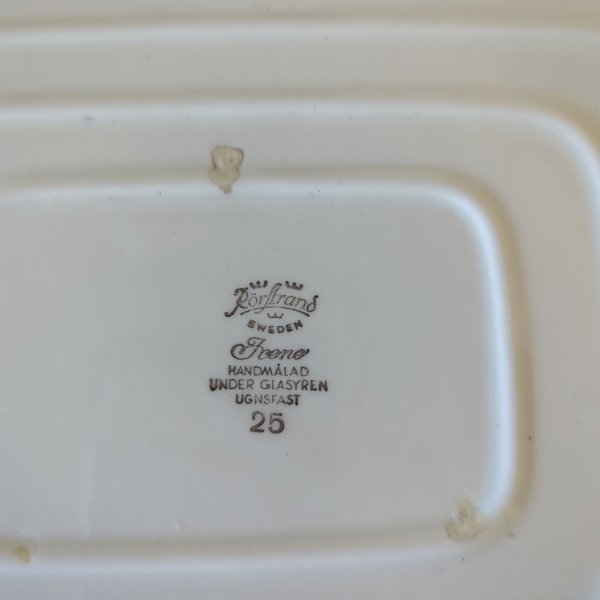 Rörstrand
SWEDEN
Irene
HANDMÅLAD
UNDER GLASYREN
UGNSFAST
25